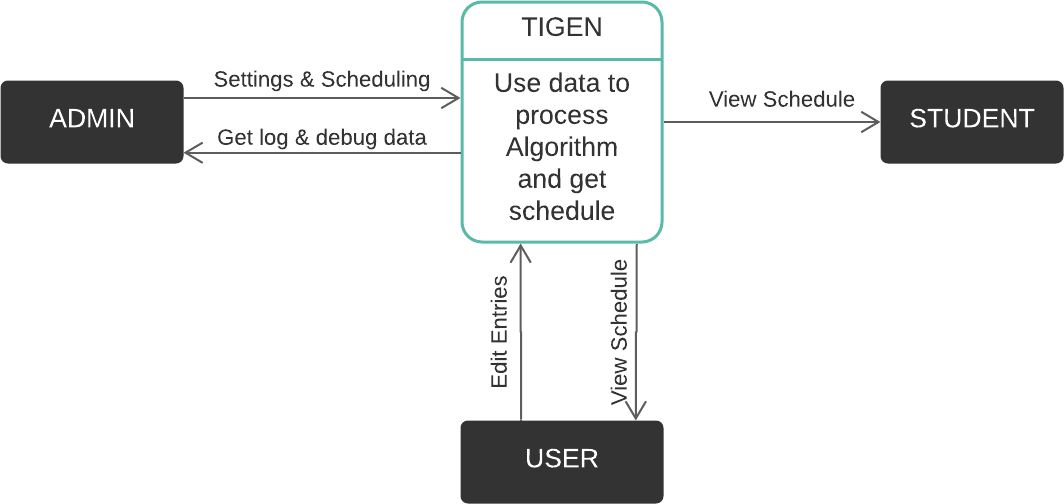 TIGEN
Use data to
process
Algorithm
and get
schedule
ADMIN
Settings & Scheduling
Get log & debug data
View Schedule
STUDENT
Edit Entries
View Schedule
USER